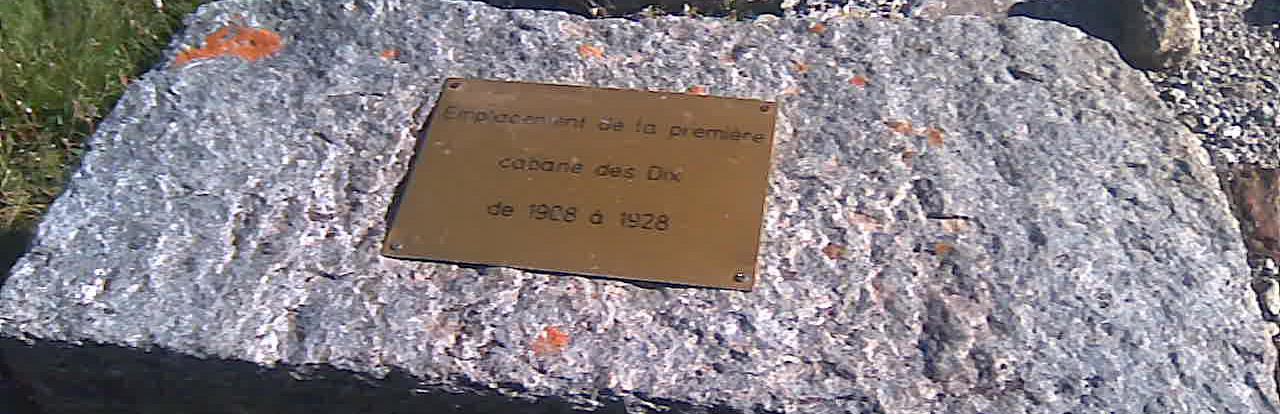 Emplacement de la première
cabane des Dix
de 1908 à 1928